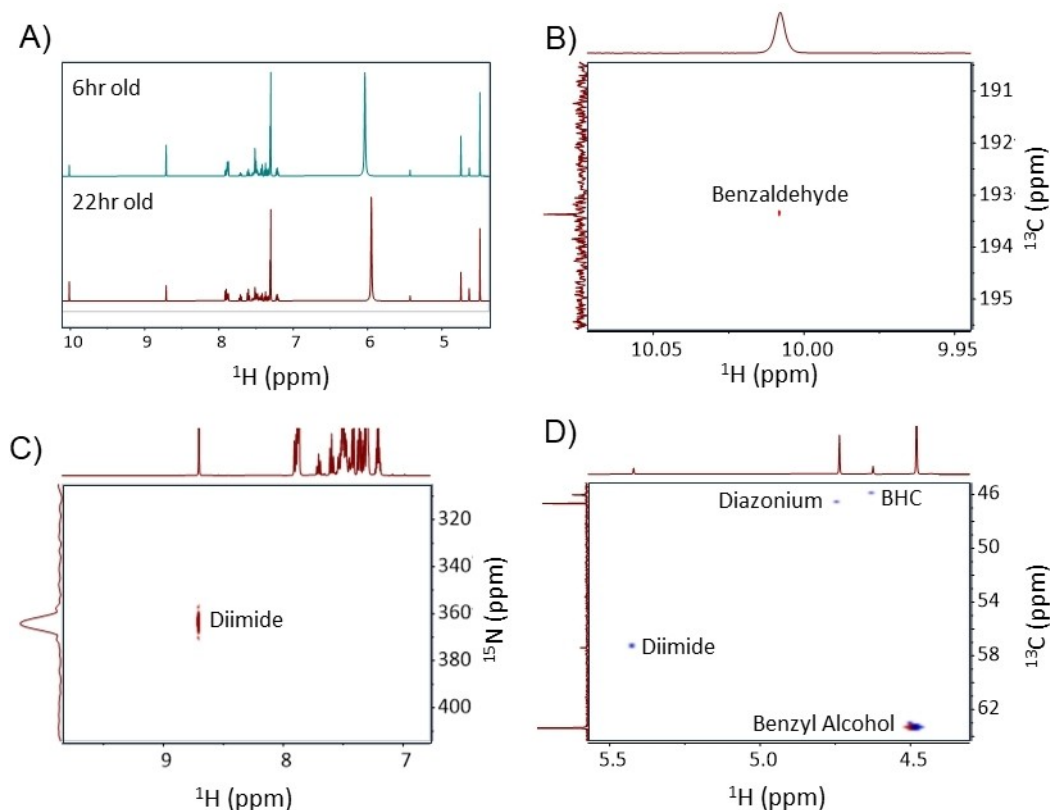 A)
6hr old
22hr old
10 9 8 7 6 5
¹H (ppm)
B)
Benzaldehyde
191
192
193
194
195
¹³C (ppm)
10.05 10.00 9.95
¹H (ppm)
C)
Diimide
320
340
360
380
400
¹⁵N (ppm)
9 8 7
¹H (ppm)
D)
Diazonium BHC
Diimide
Benzyl Alcohol
46
50
54
58
62
¹³C (ppm)
5.5 5.0 4.5
¹H (ppm)